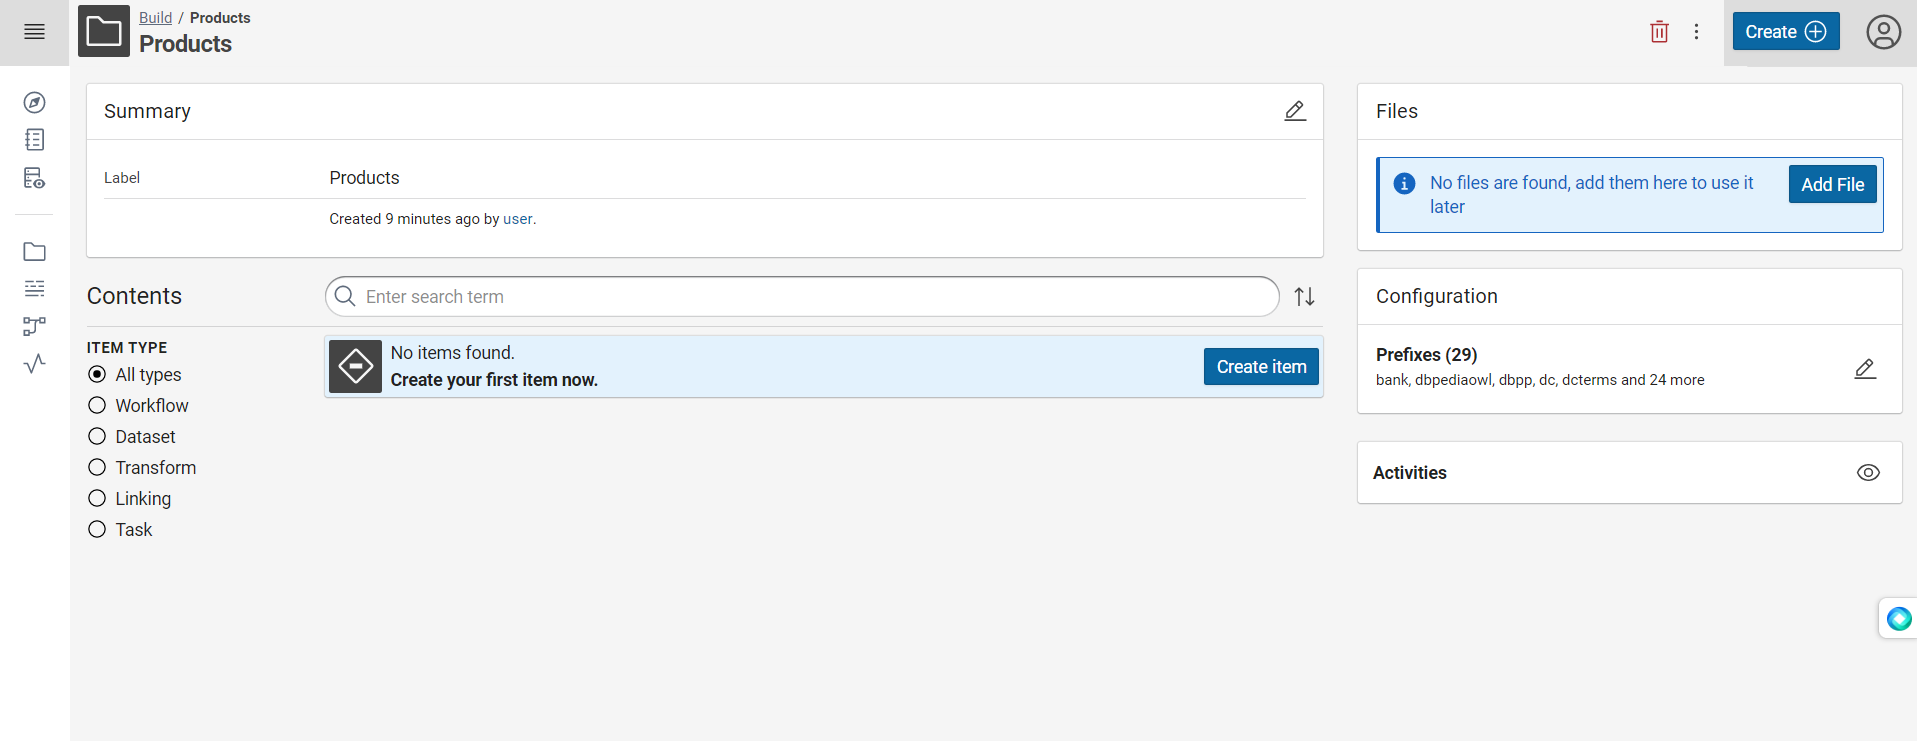 Build / Products
Products
Create
Summary
Label
Products
Created 9 minutes ago by user.
Contents
Enter search term
ITEM TYPE
All types
Workflow
Dataset
Transform
Linking
Task
No items found.
Create your first item now.
Create item
Files
No files are found, add them here to use it
later
Add File
Configuration
Prefixes (29)
bank, dbpediaowl, dbpp, dc, dcterms and 24 more
Activities